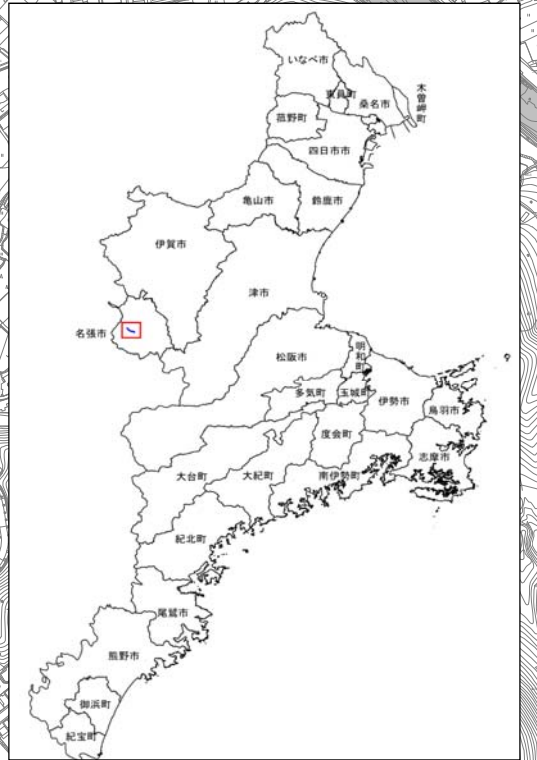 いなべ市
東員町
桑名市
木曽岬町
菰野町
四日市市
亀山市
鈴鹿市
伊賀市
津市
名張市
松阪市
明和町
多気町
玉城町
伊勢市
鳥羽市
度会町
志摩市
大台町
大紀町
南伊勢町
紀北町
尾鷲市
熊野市
御浜町
紀宝町